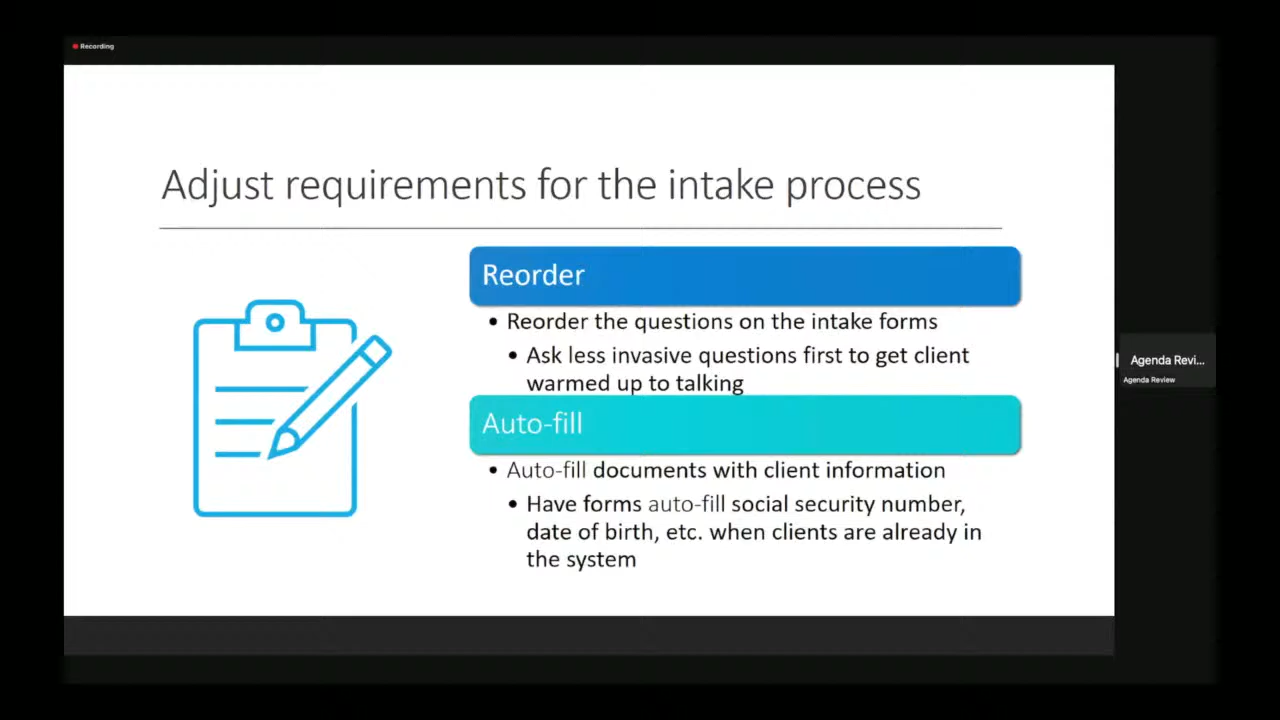 Recording
Adjust requirements for the intake process
Reorder
• Reorder the questions on the intake forms
• Ask less invasive questions first to get client
warmed up to talking
Auto-fill
• Auto-fill documents with client information
• Have forms auto-fill social security number,
date of birth, etc. when clients are already in
the system
Agenda Revi...
Agenda Review